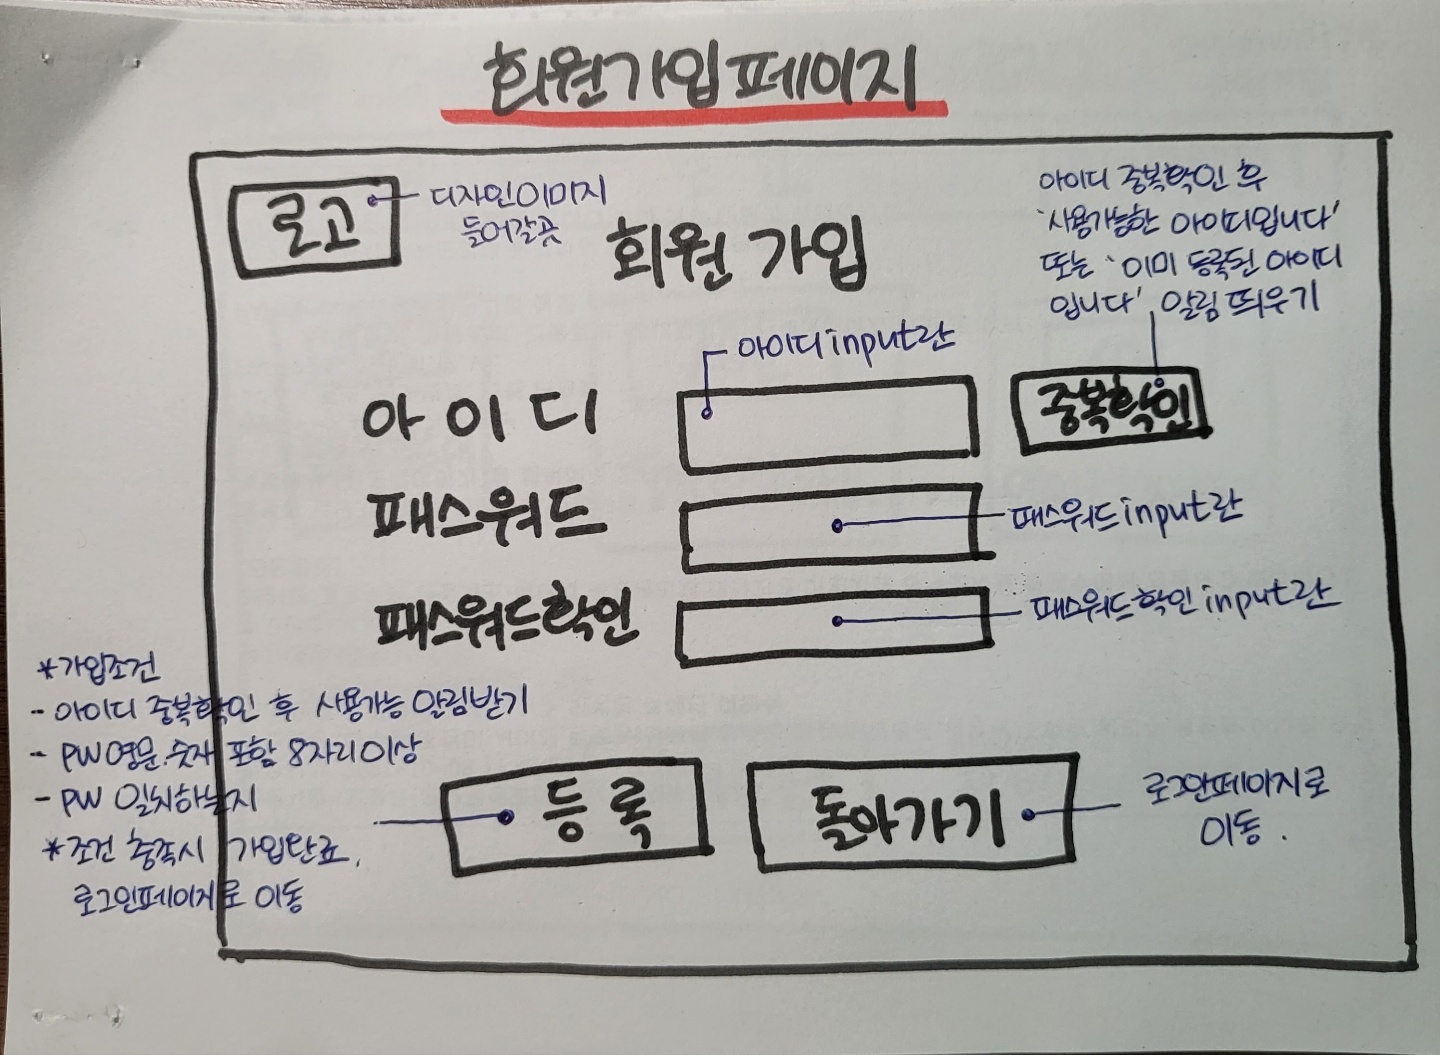 회원가입 페이지
로고
디자인이미지
들어갈곳
회원 가입
아이디 중복확인 후
'사용가능한 아이디입니다'
또는 '이미 등록된 아이디
입니다' 알림 띄우기
아이디 input란
아이디
중복확인
패스워드
패스워드 input란
패스워드확인
패스워드확인 input란
*가입조건
- 아이디 중복확인 후 사용가능 알림받기
- PW 영문.숫자 포함 8자리 이상
- PW 일치하는지
*조건 충족시 가입완료.
로그인페이지로 이동
등록
돌아가기
로그인페이지로
이동.